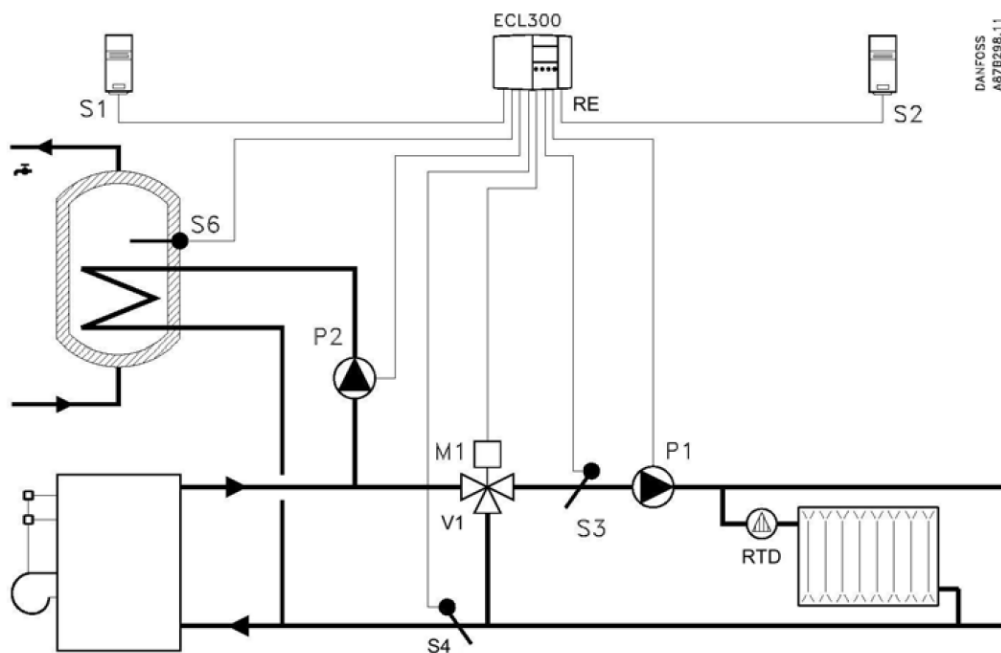 ECL300
DANFOSS
A87B298.11
S1
RE
S2
S6
P2
M1
P1
V1
S3
RTD
S4